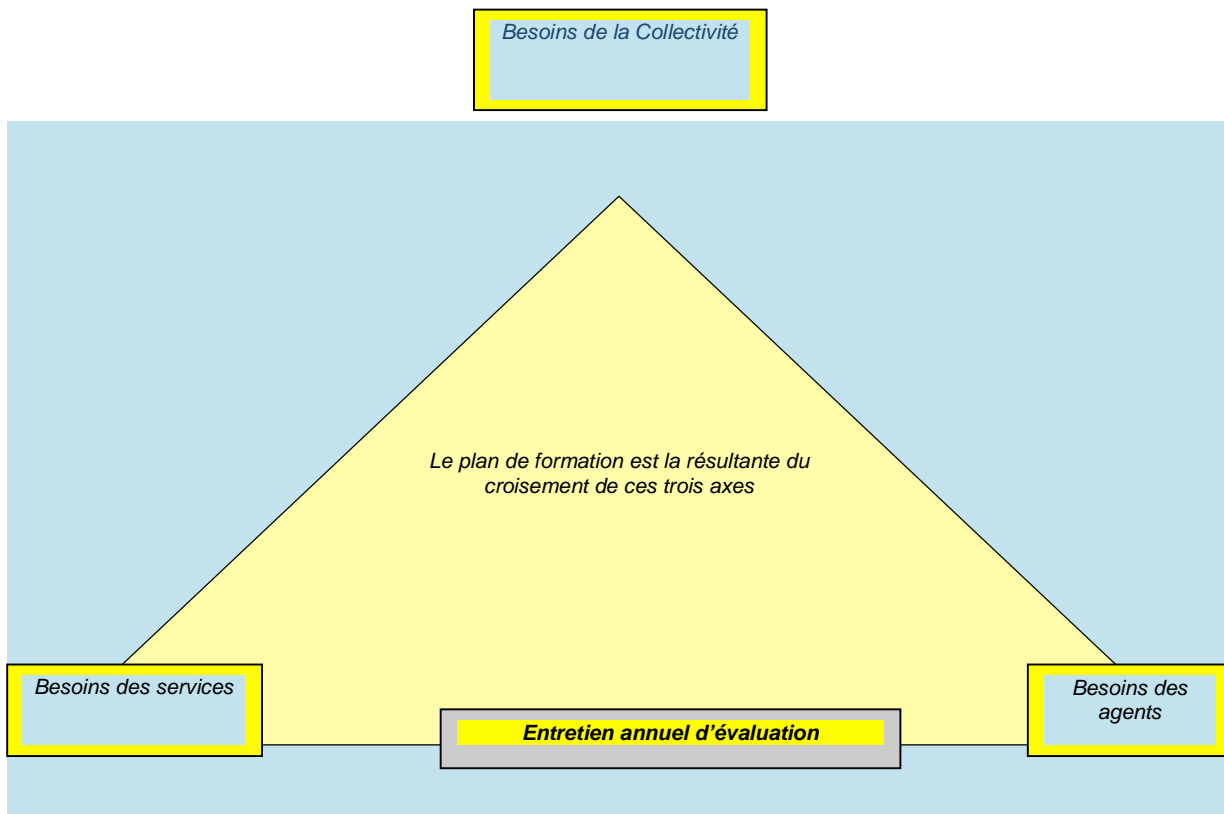 Besoins de la Collectivité
Le plan de formation est la résultante du
croisement de ces trois axes
Besoins des services
Besoins des
agents
Entretien annuel d’évaluation